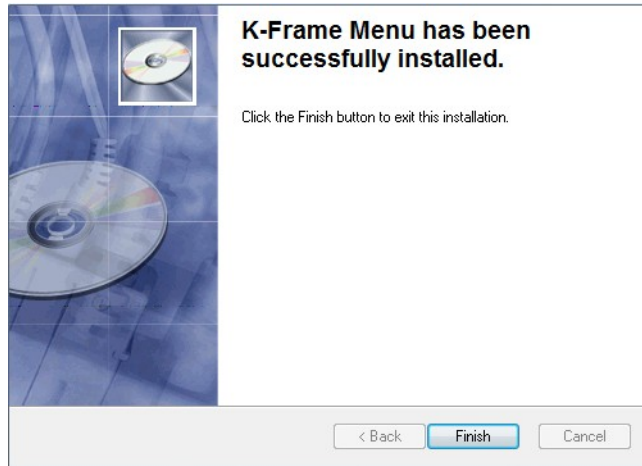 K-Frame Menu has been
successfully installed.
Click the Finish button to exit this installation.
< Back
Finish
Cancel